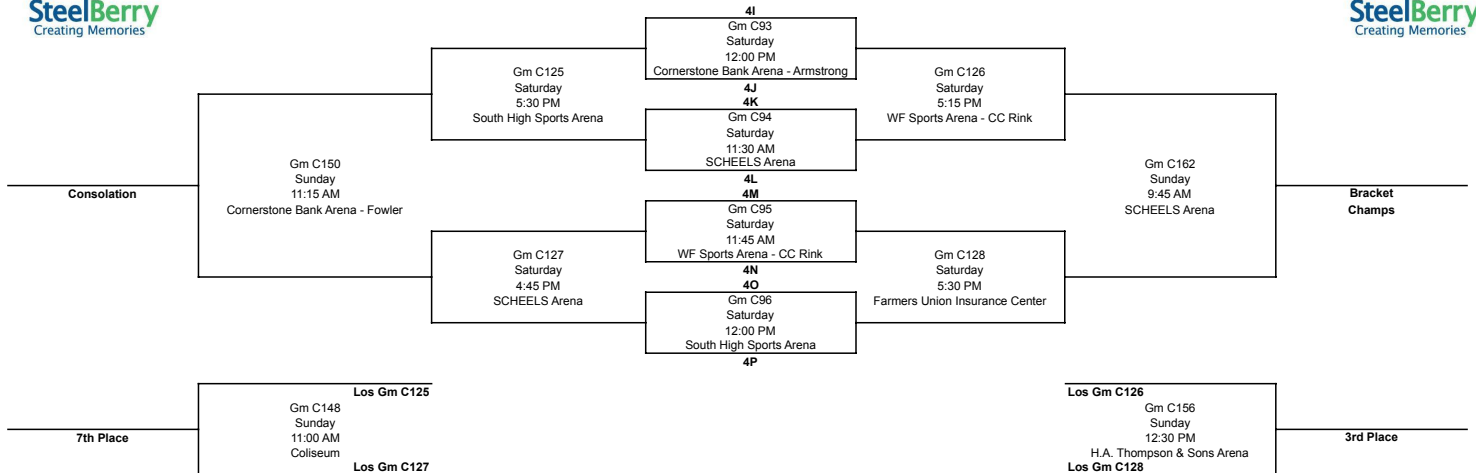 SteelBerry
Creating Memories
SteelBerry
Creating Memories
4I
Gm C93
Saturday
12:00 PM
Cornerstone Bank Arena - Armstrong
4J
4K
Gm C94
Saturday
11:30 AM
SCHEELS Arena
4L
4M
Gm C95
Saturday
11:45 AM
WF Sports Arena - CC Rink
4N
4O
Gm C96
Saturday
12:00 PM
South High Sports Arena
4P
Gm C125
Saturday
5:30 PM
South High Sports Arena
Gm C126
Saturday
5:15 PM
WF Sports Arena - CC Rink
Gm C150
Sunday
11:15 AM
Cornerstone Bank Arena - Fowler
Consolation
Gm C162
Sunday
9:45 AM
SCHEELS Arena
Bracket
Champs
Gm C127
Saturday
4:45 PM
SCHEELS Arena
Gm C128
Saturday
5:30 PM
Farmers Union Insurance Center
Los Gm C125
Gm C148
Sunday
11:00 AM
Coliseum
Los Gm C127
7th Place
Los Gm C126
Gm C156
Sunday
12:30 PM
H.A. Thompson & Sons Arena
Los Gm C128
3rd Place